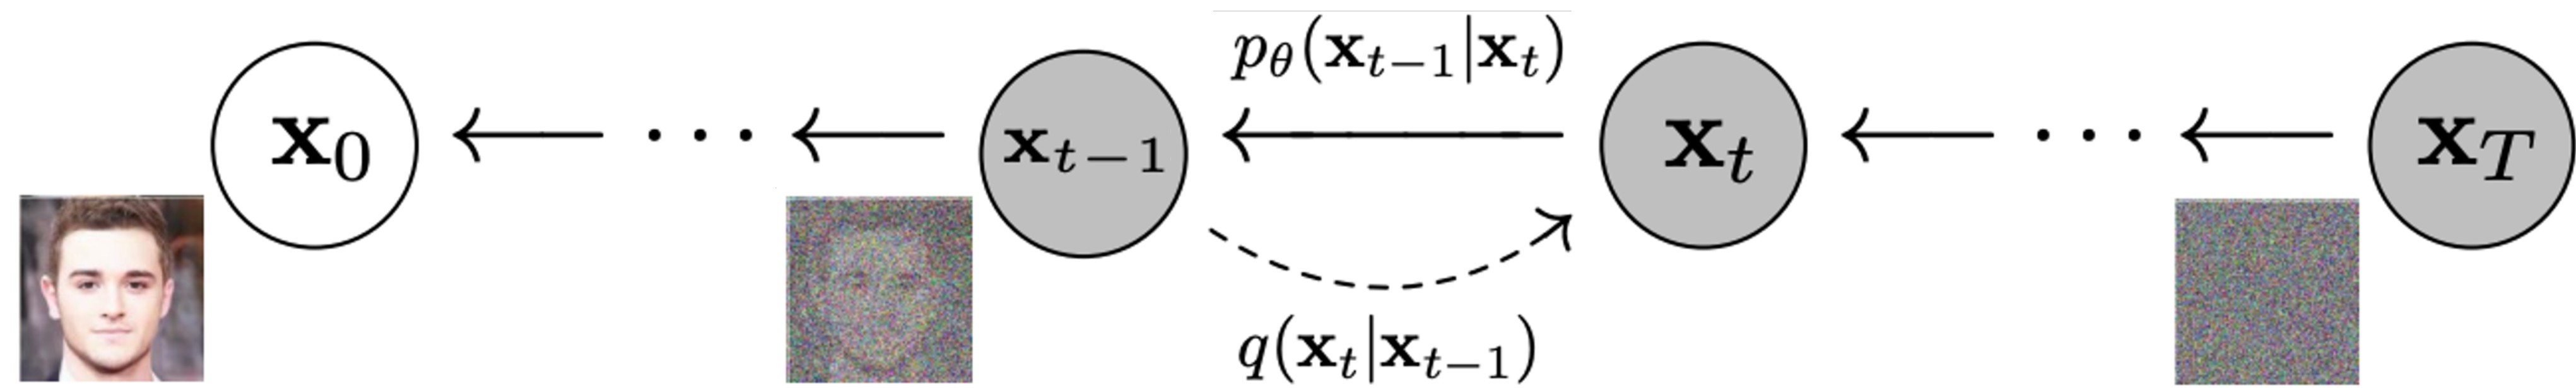 p_θ(x_{t−1}|x_t)
x_0 ← ··· ← x_{t−1} ← x_t ← ··· ← x_T
q(x_t|x_{t−1})